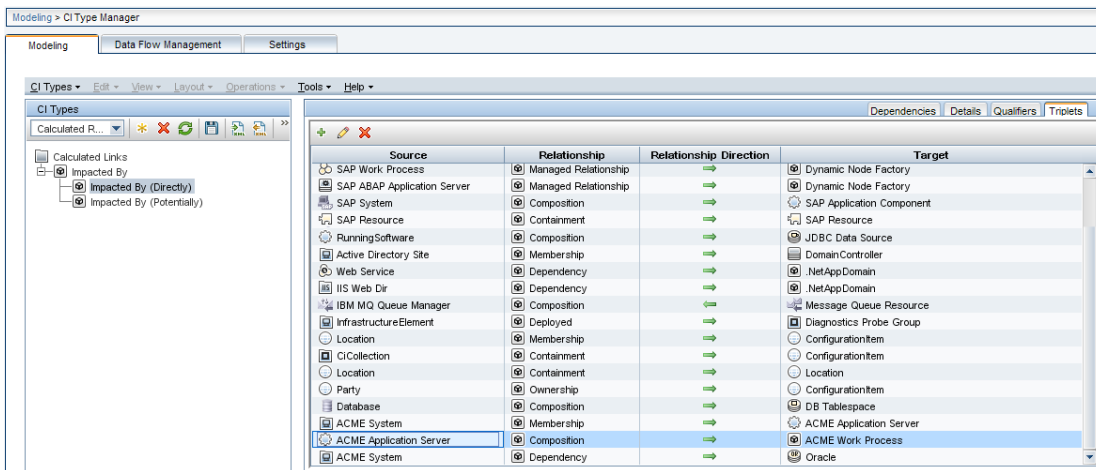 Modeling > CI Type Manager
Modeling Data Flow Management Settings
CI Types Edit View Layout Operations Tools Help
CI Types
Dependencies Details Qualifiers Triplets
Calculated R... »
Source Relationship Relationship Direction Target
Calculated Links
Impacted By
Impacted By (Directly)
Impacted By (Potentially)
SAP Work Process Managed Relationship Dynamic Node Factory
SAP ABAP Application Server Managed Relationship Dynamic Node Factory
SAP System Composition SAP Application Component
SAP Resource Containment SAP Resource
RunningSoftware Composition JDBC Data Source
Active Directory Site Membership DomainController
Web Service Dependency .NetAppDomain
IIS Web Dir Dependency .NetAppDomain
IBM MQ Queue Manager Composition Message Queue Resource
InfrastructureElement Deployed Diagnostics Probe Group
Location Membership ConfigurationItem
CiCollection Containment ConfigurationItem
Location Containment Location
Party Ownership ConfigurationItem
Database Composition DB Tablespace
ACME System Membership ACME Application Server
ACME Application Server Composition ACME Work Process
ACME System Dependency Oracle